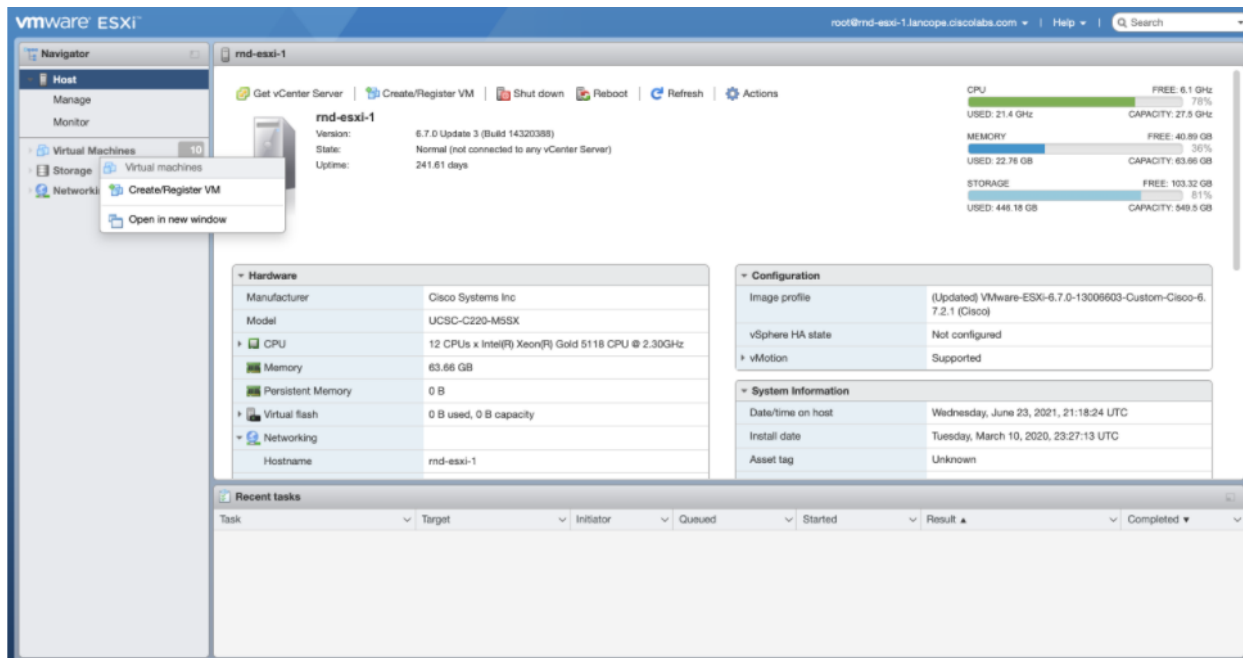 vmware ESXi™
root@rnd-esxi-1.lancope.ciscolabs.com | Help | Search
Navigator
Host
Manage
Monitor
Virtual Machines 10
Storage
Virtual machines
Create/Register VM
Open in new window
rnd-esxi-1
Get vCenter Server | Create/Register VM | Shut down Reboot | Refresh | Actions
rnd-esxi-1
Version: 6.7.0 Update 3 (Build 14320388)
State: Normal (not connected to any vCenter Server)
Uptime: 241.61 days
CPU FREE: 6.1 GHz
78%
USED: 21.4 GHz CAPACITY: 27.5 GHz
MEMORY FREE: 40.89 GB
36%
USED: 22.76 GB CAPACITY: 63.66 GB
STORAGE FREE: 103.32 GB
81%
USED: 446.18 GB CAPACITY: 549.5 GB
Hardware
Manufacturer Cisco Systems Inc
Model UCSC-C220-M5SX
CPU 12 CPUs x Intel(R) Xeon(R) Gold 5118 CPU @ 2.30GHz
Memory 63.66 GB
Persistent Memory 0 B
Virtual flash 0 B used, 0 B capacity
Networking
Hostname rnd-esxi-1
Configuration
Image profile (Updated) VMware-ESXi-6.7.0-13006603-Custom-Cisco-6.
7.2.1 (Cisco)
vSphere HA state Not configured
vMotion Supported
System Information
Date/time on host Wednesday, June 23, 2021, 21:18:24 UTC
Install date Tuesday, March 10, 2020, 23:27:13 UTC
Asset tag Unknown
Recent tasks
Task Target Initiator Queued Started Result Completed